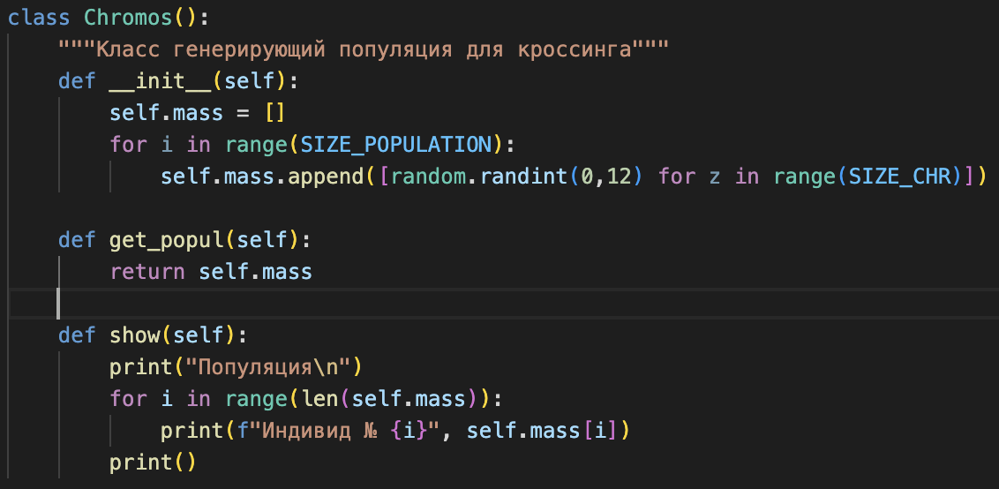 class Chromos():
    """Класс генерирующий популяция для кроссинга"""
    def __init__(self):
        self.mass = []
        for i in range(SIZE_POPULATION):
            self.mass.append([random.randint(0,12) for z in range(SIZE_CHR)])
    def get_popul(self):
        return self.mass
    def show(self):
        print("Популяция\n")
        for i in range(len(self.mass)):
            print(f"Индивид № {i}", self.mass[i])
        print()